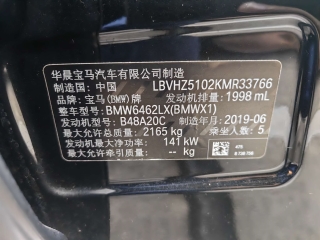 华晨宝马汽车有限公司制造
制造国：中国 LBVHZ5102KMR33766
品牌：宝马(BMW)牌 发动机排量：1998 mL
整车型号：BMW6462LX(BMWX1)
发动机型号：B48A20C 制造年月：2019-06
最大允许总质量：2165 kg 乘坐人数：5
发动机最大净功率：141 kW
最大允许牵引质量：-- kg